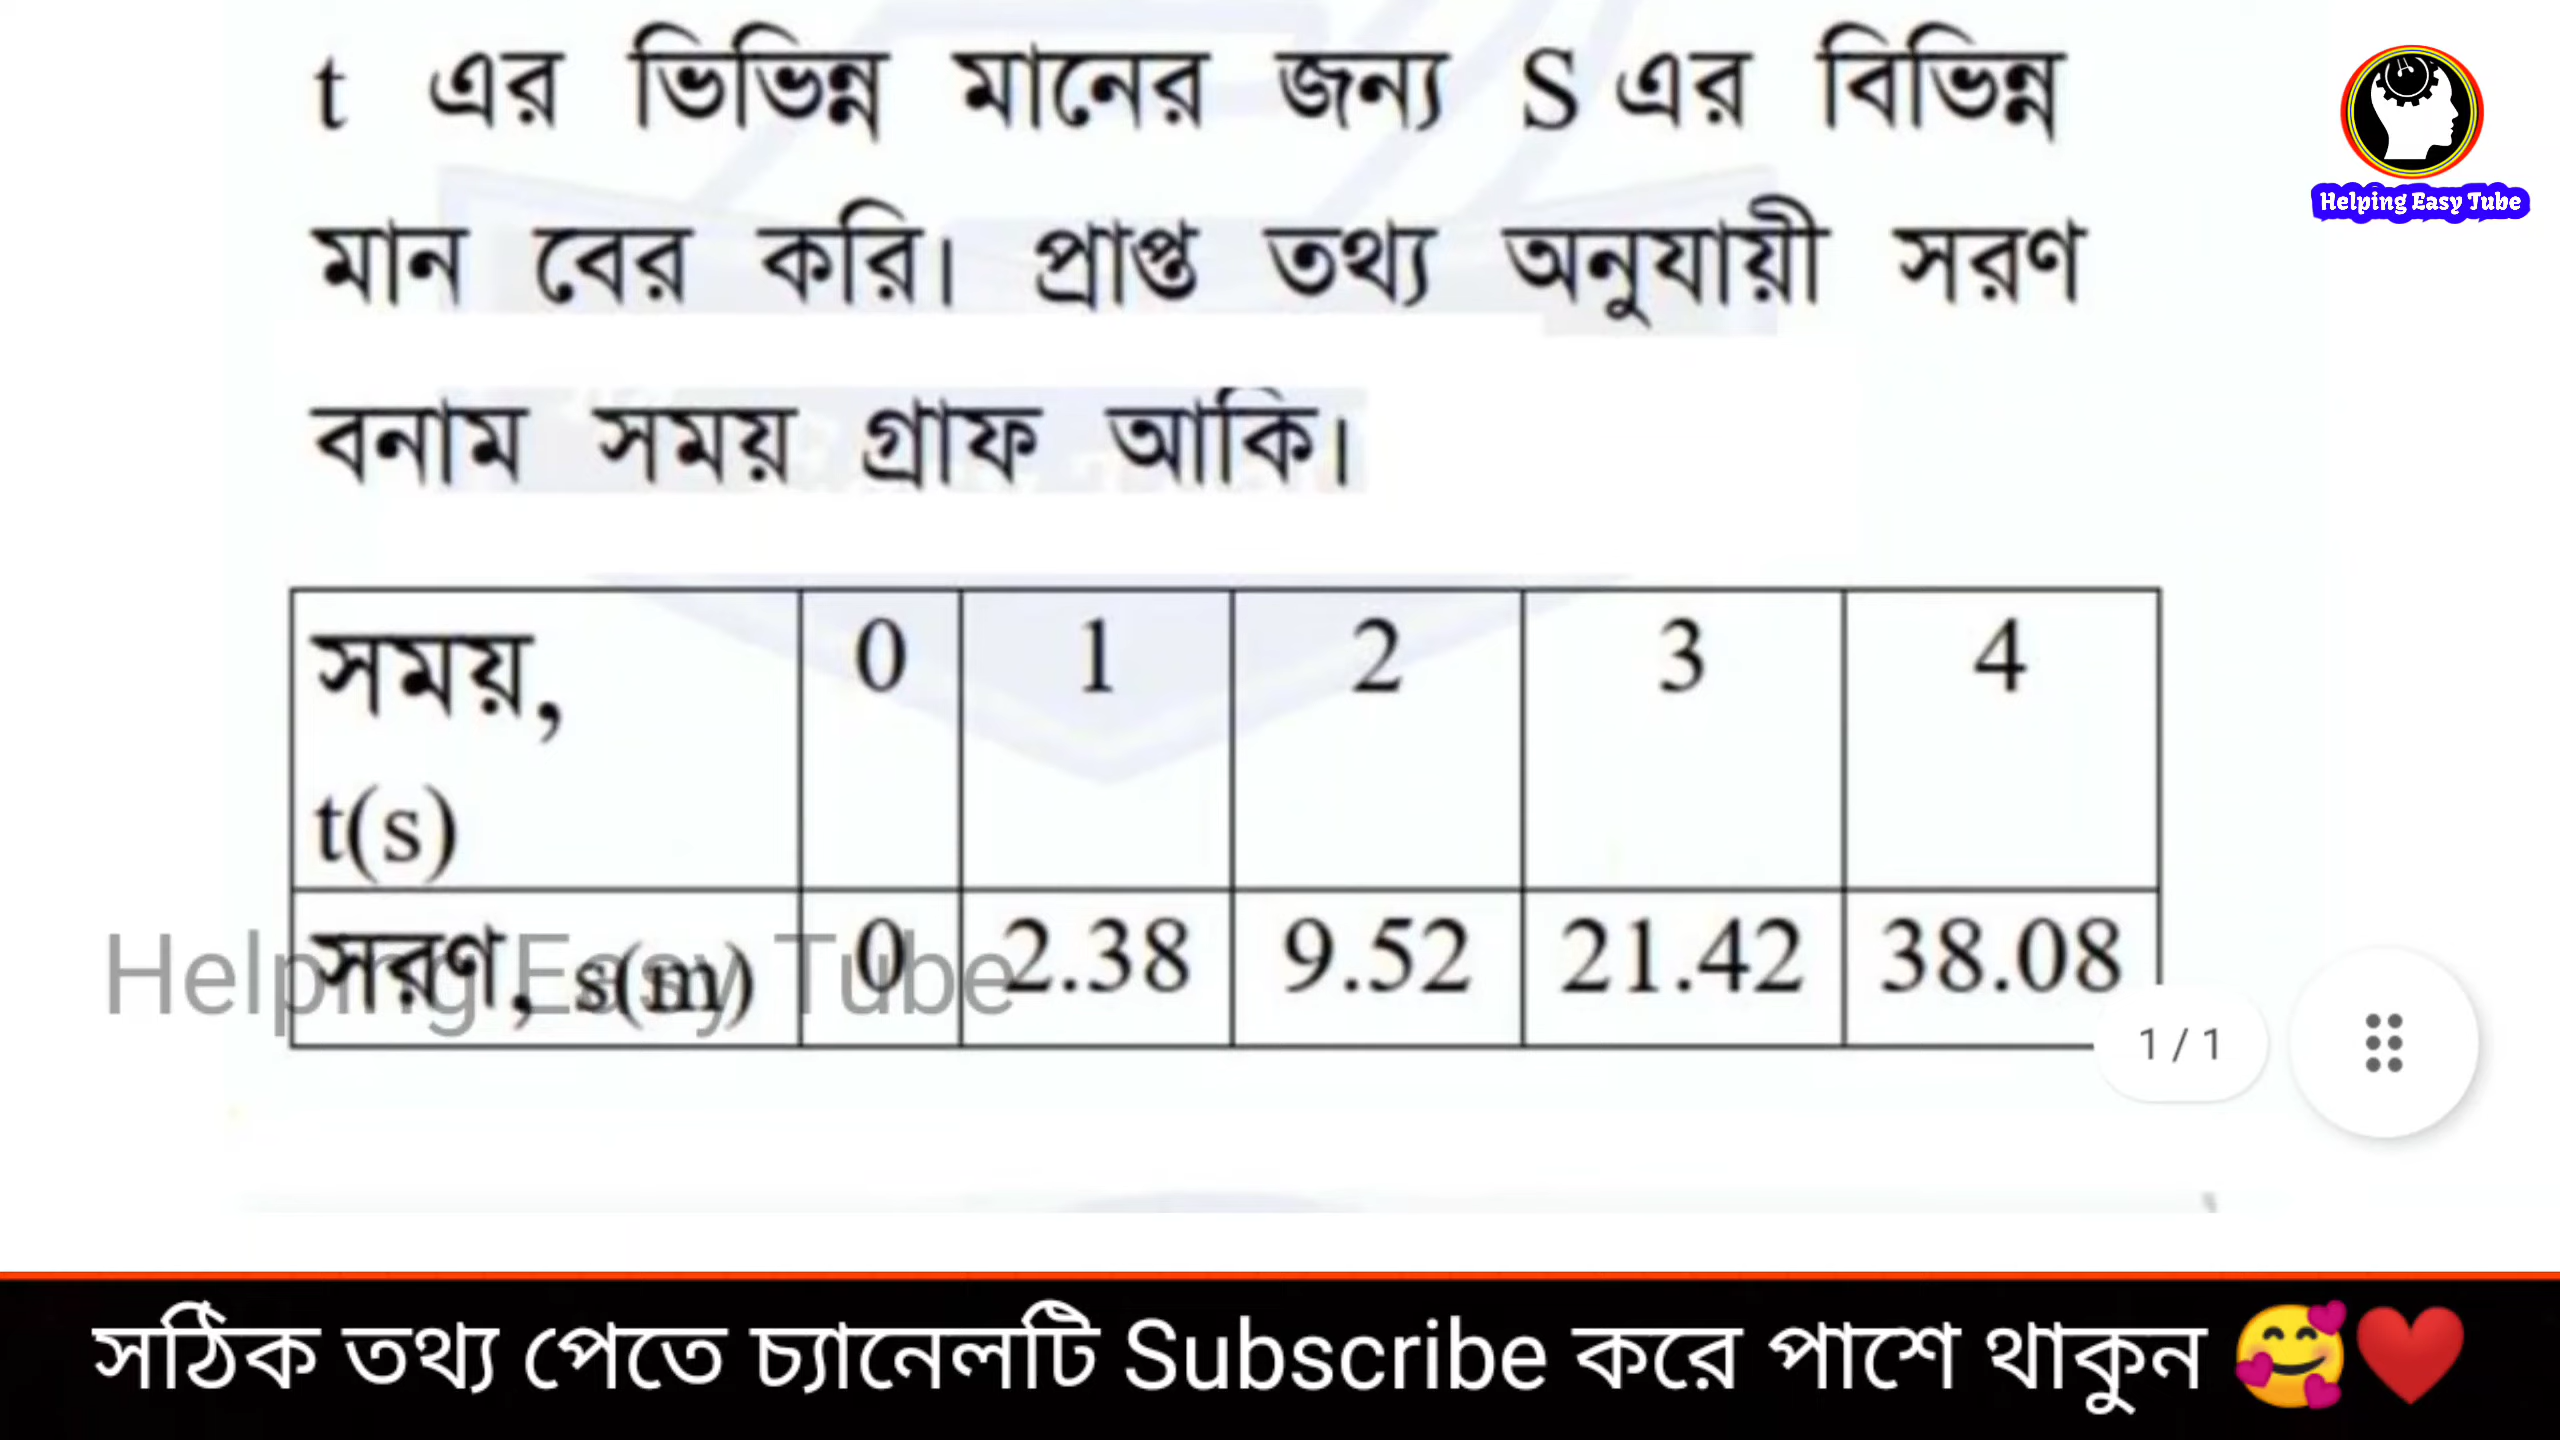 t এর ভিভিন্ন মানের জন্য S এর বিভিন্ন
Helping Easy Tube
মান বের করি। প্রাপ্ত তথ্য অনুযায়ী সরণ
বনাম সময় গ্রাফ আকি।
সময়, 0 1 2 3 4
t(s)
সরণ, s(m) 0 2.38 9.52 21.42 38.08
Helping Easy Tube
1 / 1
সঠিক তথ্য পেতে চ্যানেলটি Subscribe করে পাশে থাকুন 🥰❤️